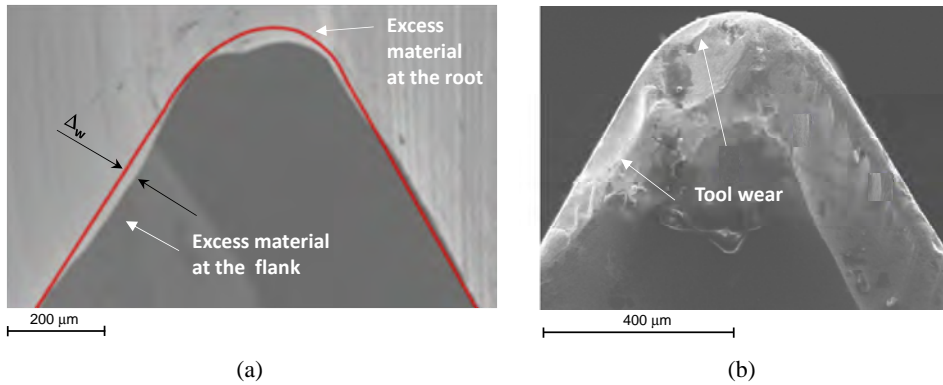 Excess
material
at the root
Δw
Excess material
at the flank
200 μm
(a)
Tool wear
400 μm
(b)